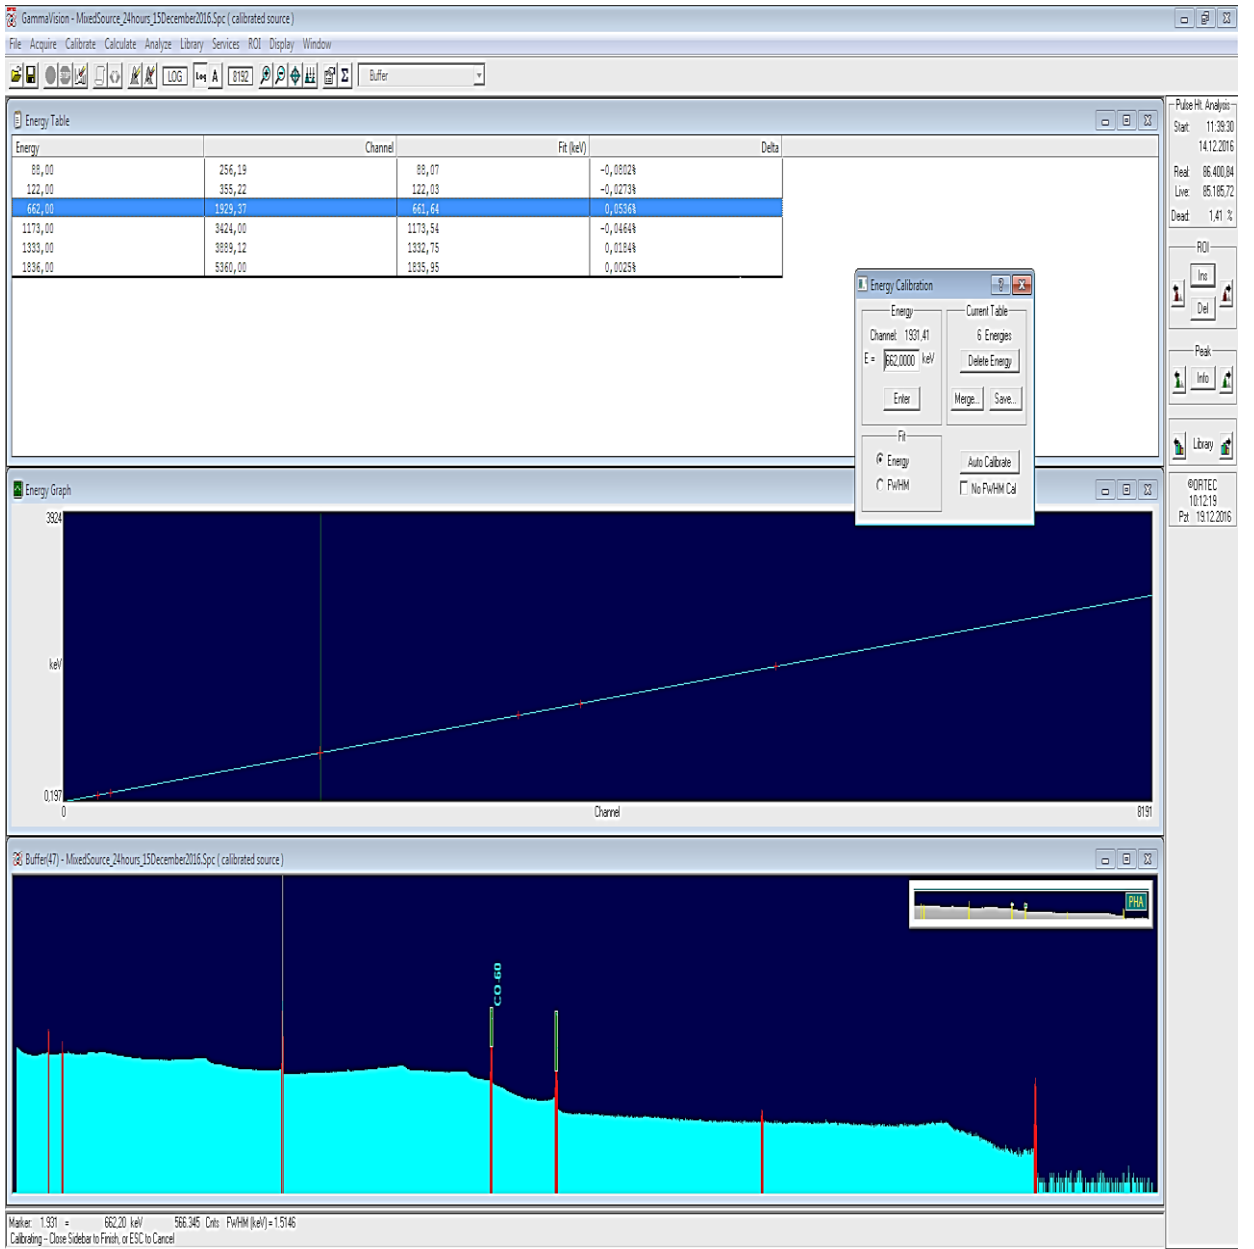 GammaVision - MixedSource_24hours_15December2016.Spc ( calibrated source )
File Acquire Calibrate Calculate Analyze Library Services ROI Display Window
LOG Log A 8192 Σ Buffer
Energy Table
Energy Channel Fit (keV) Delta
88,00 256,19 88,07 -0,0802%
122,00 355,22 122,03 -0,0273%
662,00 1929,37 661,64 0,0536%
1173,00 3424,00 1173,54 -0,0464%
1333,00 3889,12 1332,75 0,0184%
1836,00 5360,00 1835,95 0,0025%
Energy Calibration
Energy
Channel: 1931,41
E = 662,0000 keV
Enter
Current Table
6 Energies
Delete Energy
Merge... Save...
Fit
Energy
FWHM
Auto Calibrate
No FWHM Cal
Energy Graph
3924
keV
0,197
0 Channel 8191
Buffer(47) - MixedSource_24hours_15December2016.Spc ( calibrated source )
PHA
CO-60
Marker: 1.931 = 662,20 keV 566.345 Cnts FWHM (keV) = 1.5146
Calibrating -- Close Sidebar to Finish, or ESC to Cancel
Pulse Ht. Analysis
Start: 11:39:30
14.12.2016
Real: 86.400,84
Live: 85.185,72
Dead: 1,41 %
ROI
Ins
Del
Peak
Info
Library
©ORTEC
10:12:19
Pzt 19.12.2016